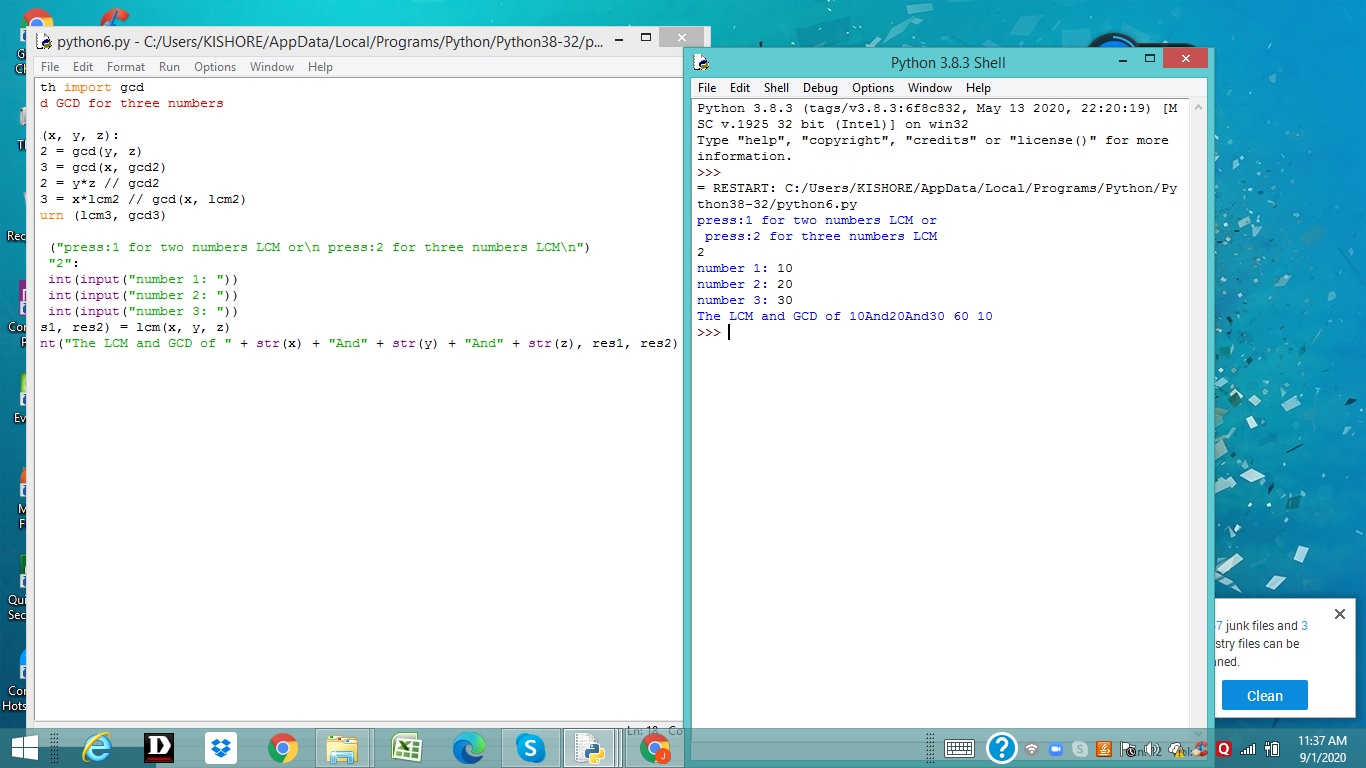 python6.py - C:/Users/KISHORE/AppData/Local/Programs/Python/Python38-32/p...
File Edit Format Run Options Window Help
th import gcd
d GCD for three numbers
(x, y, z):
2 = gcd(y, z)
3 = gcd(x, gcd2)
2 = y*z // gcd2
3 = x*lcm2 // gcd(x, lcm2)
urn (lcm3, gcd3)
("press:1 for two numbers LCM or\n press:2 for three numbers LCM\n")
"2":
int(input("number 1: "))
int(input("number 2: "))
int(input("number 3: "))
s1, res2) = lcm(x, y, z)
nt("The LCM and GCD of " + str(x) + "And" + str(y) + "And" + str(z), res1, res2)
Ln: 18 Co
Python 3.8.3 Shell
File Edit Shell Debug Options Window Help
Python 3.8.3 (tags/v3.8.3:6f8c832, May 13 2020, 22:20:19) [M
SC v.1925 32 bit (Intel)] on win32
Type "help", "copyright", "credits" or "license()" for more
information.
>>>
= RESTART: C:/Users/KISHORE/AppData/Local/Programs/Python/Py
thon38-32/python6.py
press:1 for two numbers LCM or
press:2 for three numbers LCM
2
number 1: 10
number 2: 20
number 3: 30
The LCM and GCD of 10And20And30 60 10
>>>
7 junk files and 3
stry files can be
ned.
Clean
Rec
Con
P
Ev
M
F
Qui
Sec
Con
Hots
11:37 AM
9/1/2020